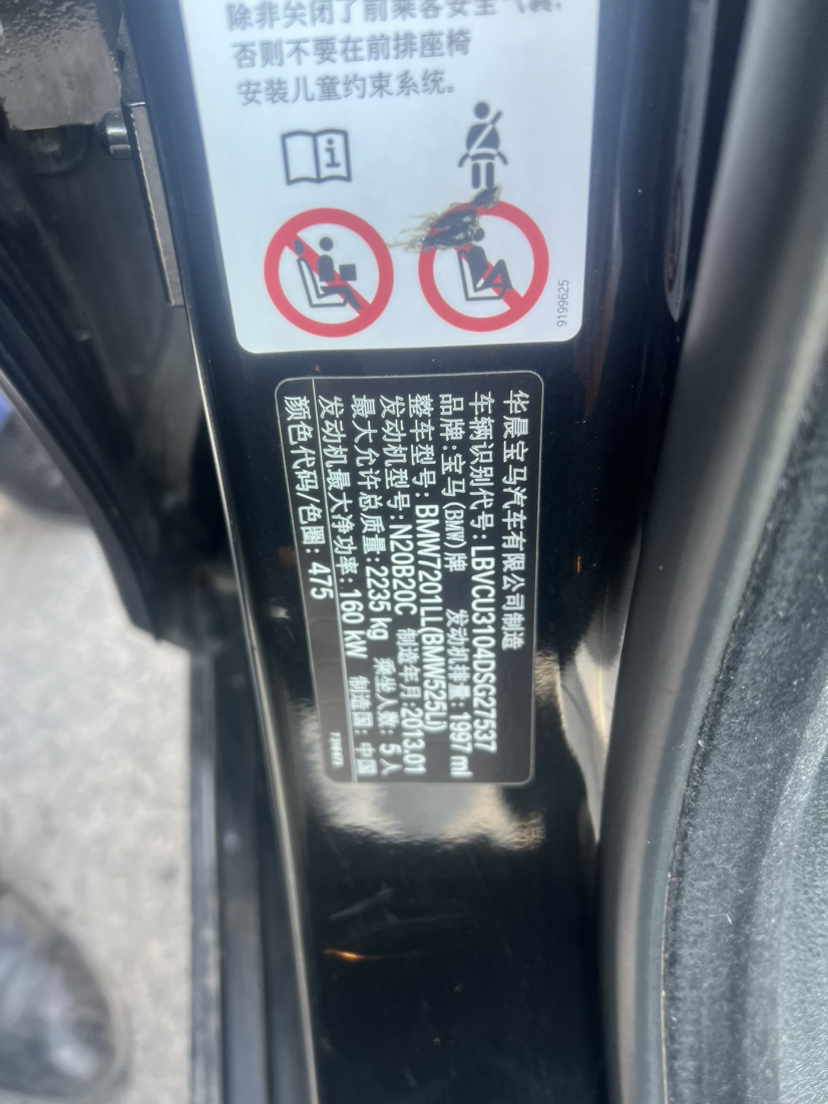 除非关闭了前乘客安全气囊,
否则不要在前排座椅
安装儿童约束系统。
9199625
华晨宝马汽车有限公司制造
车辆识别代号:LBVCU3104DSG27537
品牌:宝马(BMW)牌 发动机排量:1997 ml
整车型号:BMW7201LL(BMW525Li)
发动机型号:N20B20C 制造年月:2013.01
最大允许总质量:2235 kg 乘坐人数:5人
发动机最大净功率:160 kW 制造国:中国
颜色代码/色圈:475